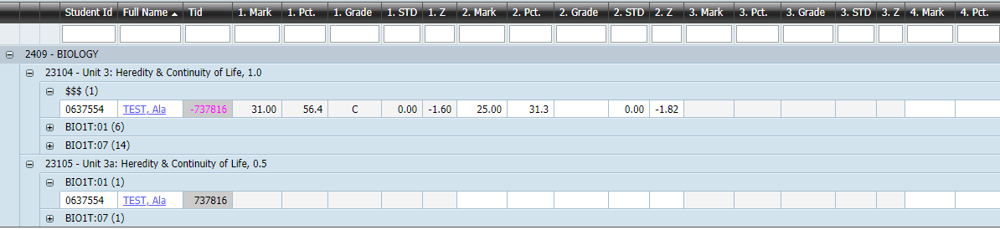 Student Id Full Name Tid 1. Mark 1. Pct. 1. Grade 1. STD 1. Z 2. Mark 2. Pct. 2. Grade 2. STD 2. Z 3. Mark 3. Pct. 3. Grade 3. STD 3. Z 4. Mark 4. Pct.
2409 - BIOLOGY
23104 - Unit 3: Heredity & Continuity of Life, 1.0
$$$ (1)
0637554 TEST, Ala -737816 31.00 56.4 C 0.00 -1.60 25.00 31.3 0.00 -1.82
BIO1T:01 (6)
BIO1T:07 (14)
23105 - Unit 3a: Heredity & Continuity of Life, 0.5
BIO1T:01 (1)
0637554 TEST, Ala 737816
BIO1T:07 (1)